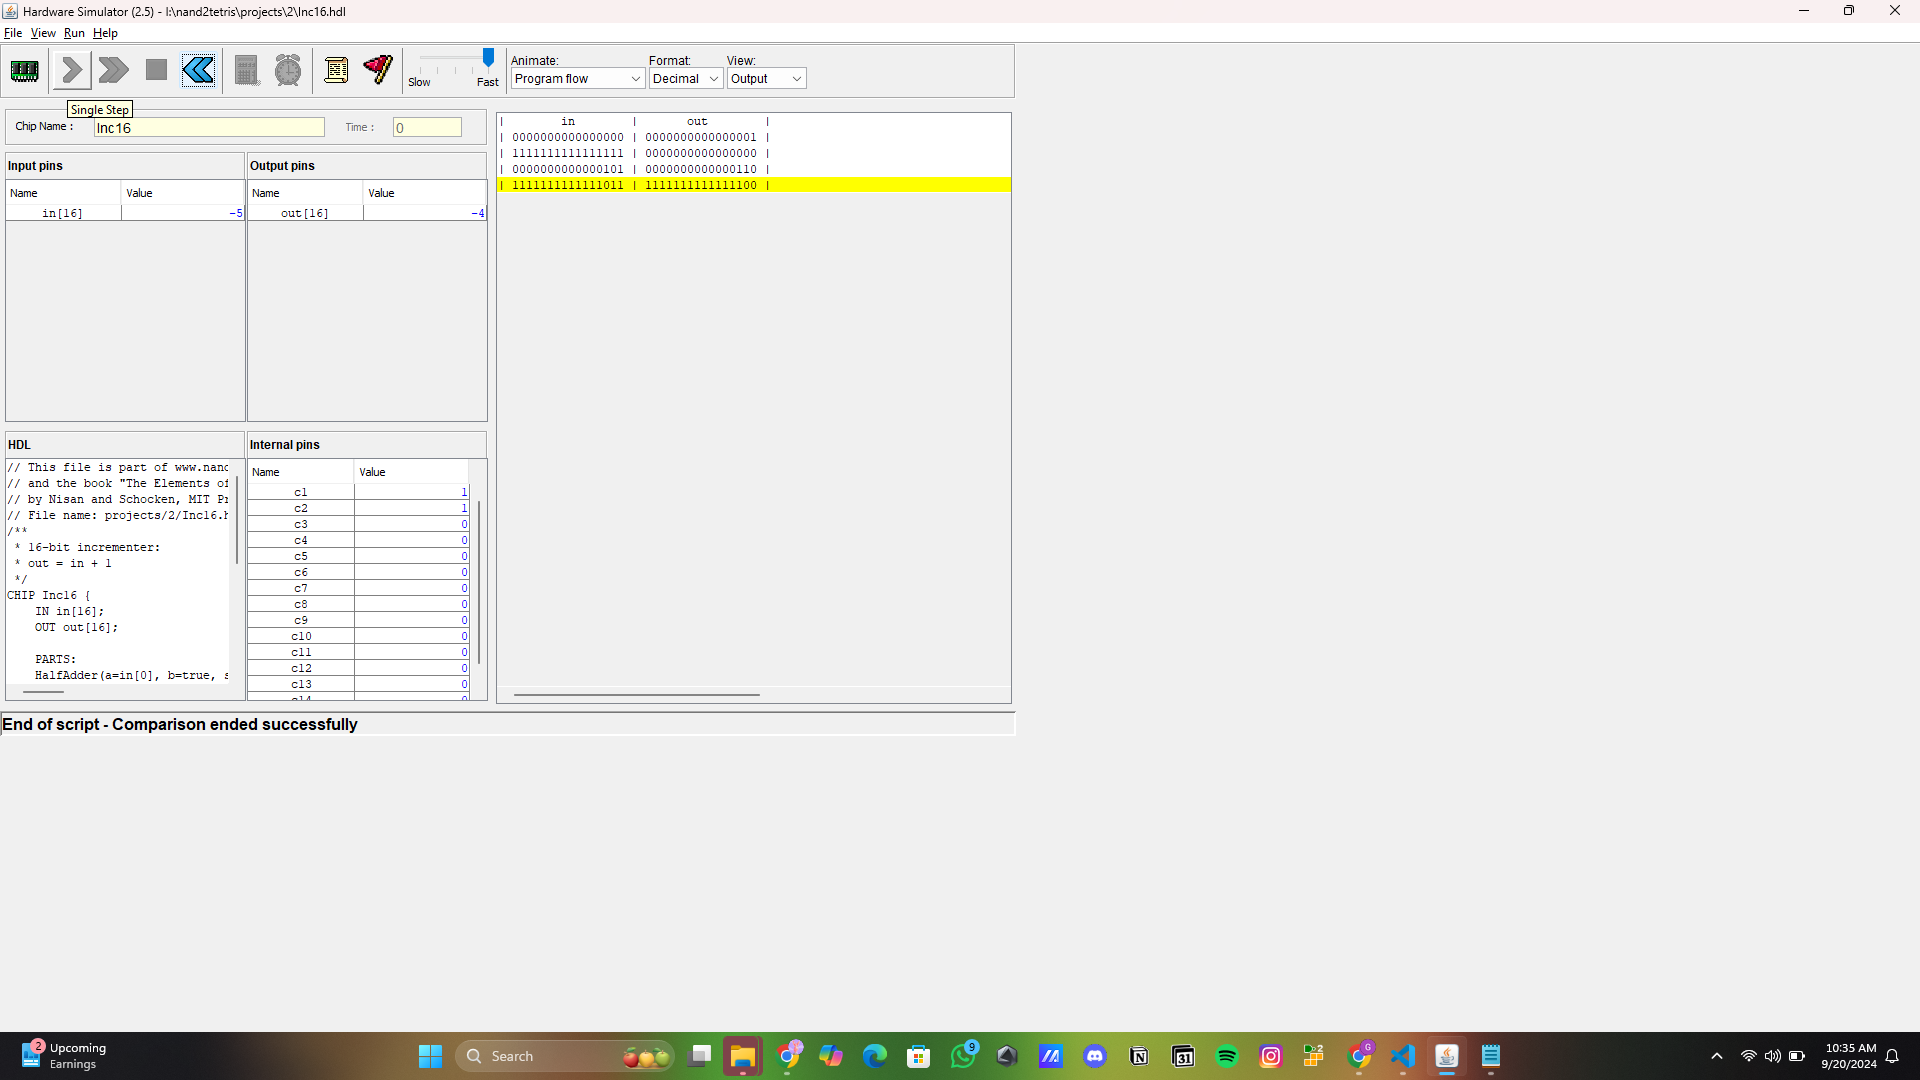 Hardware Simulator (2.5) - I:\nand2tetris\projects\2\Inc16.hdl
File View Run Help
Slow Fast
Animate: Format: View:
Program flow Decimal Output
Single Step
Chip Name : Inc16 Time : 0
Input pins Output pins
Name Value Name Value
in[16] -5 out[16] -4
| in | out |
| 0000000000000000 | 0000000000000001 |
| 1111111111111111 | 0000000000000000 |
| 0000000000000101 | 0000000000000110 |
| 1111111111111011 | 1111111111111100 |
HDL
// This file is part of www.nand
// and the book "The Elements of
// by Nisan and Schocken, MIT Pr
// File name: projects/2/Inc16.h
/**
* 16-bit incrementer:
* out = in + 1
*/
CHIP Inc16 {
IN in[16];
OUT out[16];
PARTS:
HalfAdder(a=in[0], b=true, s
Internal pins
Name Value
c1 1
c2 1
c3 0
c4 0
c5 0
c6 0
c7 0
c8 0
c9 0
c10 0
c11 0
c12 0
c13 0
c14 0
End of script - Comparison ended successfully
2
Upcoming
Earnings
Search
9
31
2
G
10:35 AM
9/20/2024